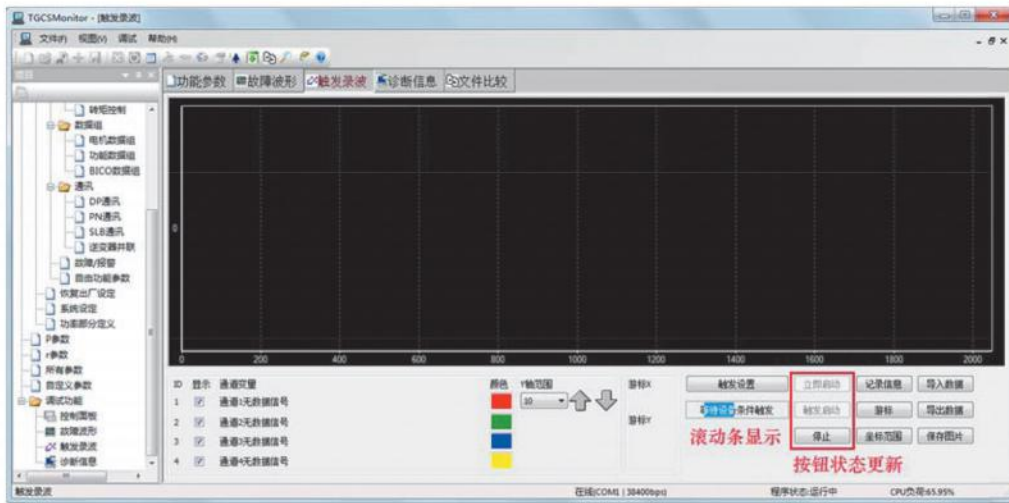 TGCSMonitor - [触发录波]
文件(F) 视图(V) 调试 帮助(H)
功能参数 故障波形 触发录波 诊断信息 文件比较
转矩控制
数据组
电机数据组
功能数据组
BICO数据组
通讯
DP通讯
PN通讯
SLB通讯
逆变器并联
故障/报警
自由功能参数
恢复出厂设定
系统设定
功率部分定义
P参数
r参数
所有参数
自定义参数
调试功能
控制面板
故障波形
触发录波
诊断信息
0
0 200 400 600 800 1000 1200 1400 1600 1800 2000
ID 显示 通道变量 颜色 Y轴范围 游标X 触发设置 立即启动 记录信息 导入数据
1 通道1无数据信号 10
2 通道2无数据信号 游标Y 等待设备条件触发 触发启动 游标 导出数据
3 通道3无数据信号 滚动条显示 停止 坐标范围 保存图片
4 通道4无数据信号
按钮状态更新
触发录波 在线(COM1 | 38400bps) 程序状态:运行中 CPU负荷:65.95%